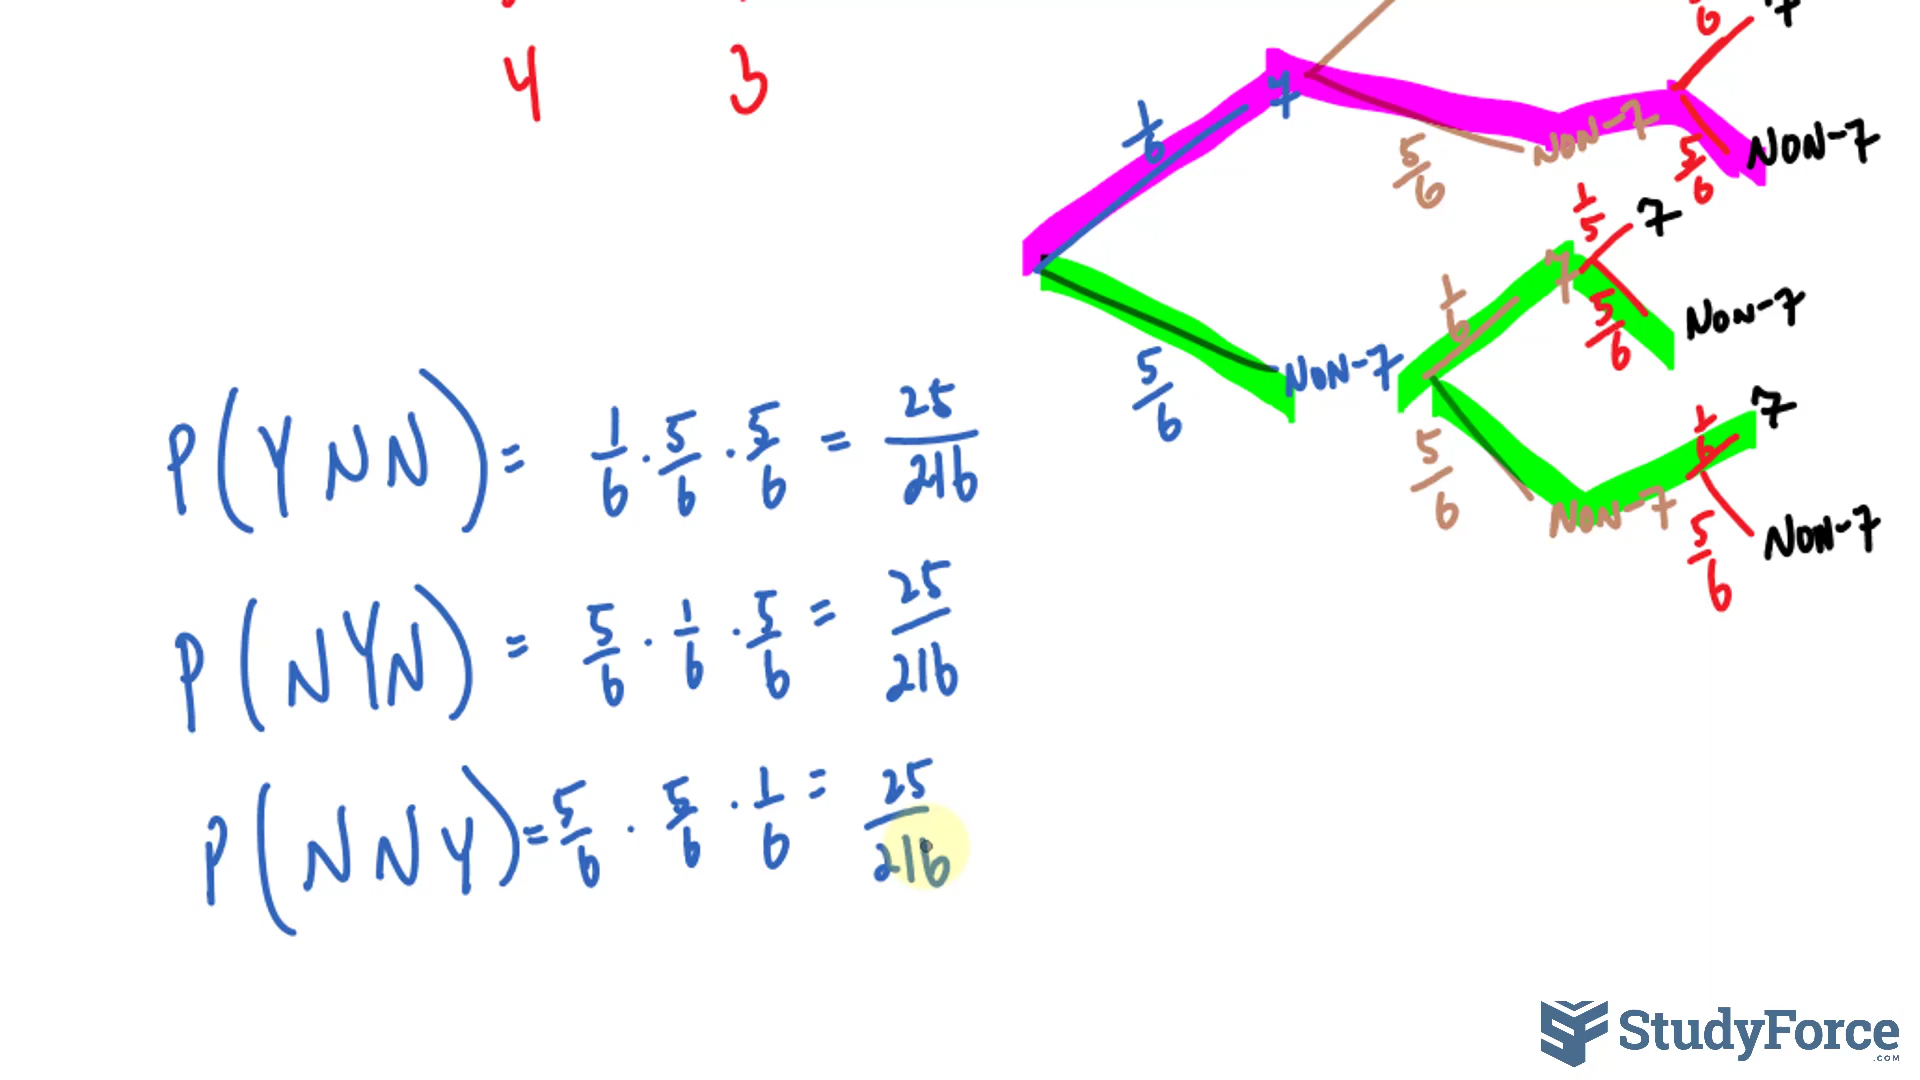 4 3
6 7
1/6 7 NON-7 NON-7
5/6 5/6
1/5 7
1/6 7 5/6 NON-7
5/6 NON-7
1/6 7
5/6 NON-7 5/6 NON-7
P(YNN) = 1/6 · 5/6 · 5/6 = 25/216
P(NYN) = 5/6 · 1/6 · 5/6 = 25/216
P(NNY) = 5/6 · 5/6 · 1/6 = 25/216
StudyForce
.COM